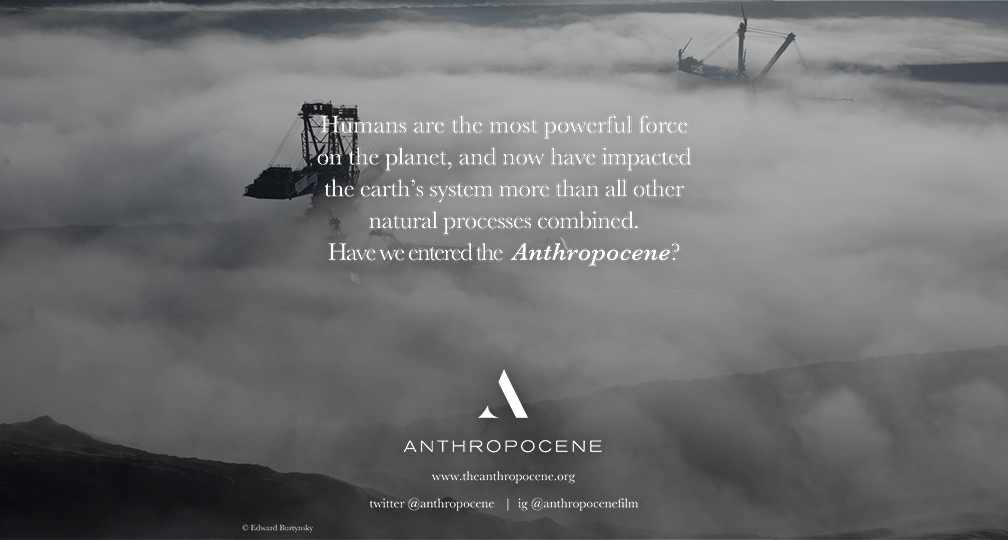 Humans are the most powerful force
on the planet, and now have impacted
the earth's system more than all other
natural processes combined.
Have we entered the Anthropocene?
ANTHROPOCENE
www.theanthropocene.org
twitter @anthropocene | ig @anthropocenefilm
© Edward Burtynsky